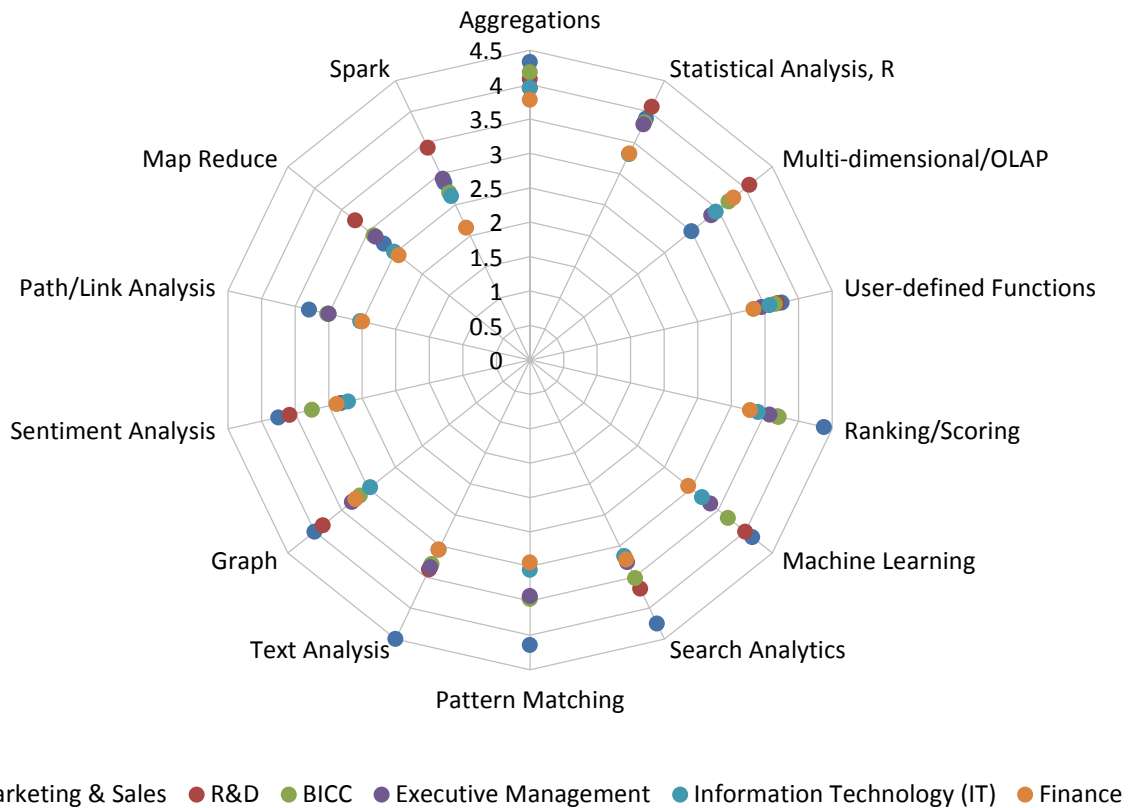 Aggregations
4.5
Spark
Statistical Analysis, R
4
3.5
Map Reduce
3
Multi-dimensional/OLAP
2.5
2
Path/Link Analysis
1.5
User-defined Functions
1
0.5
0
Sentiment Analysis
Ranking/Scoring
Graph
Machine Learning
Text Analysis
Search Analytics
Pattern Matching
arketing & Sales R&D BICC Executive Management Information Technology (IT) Finance